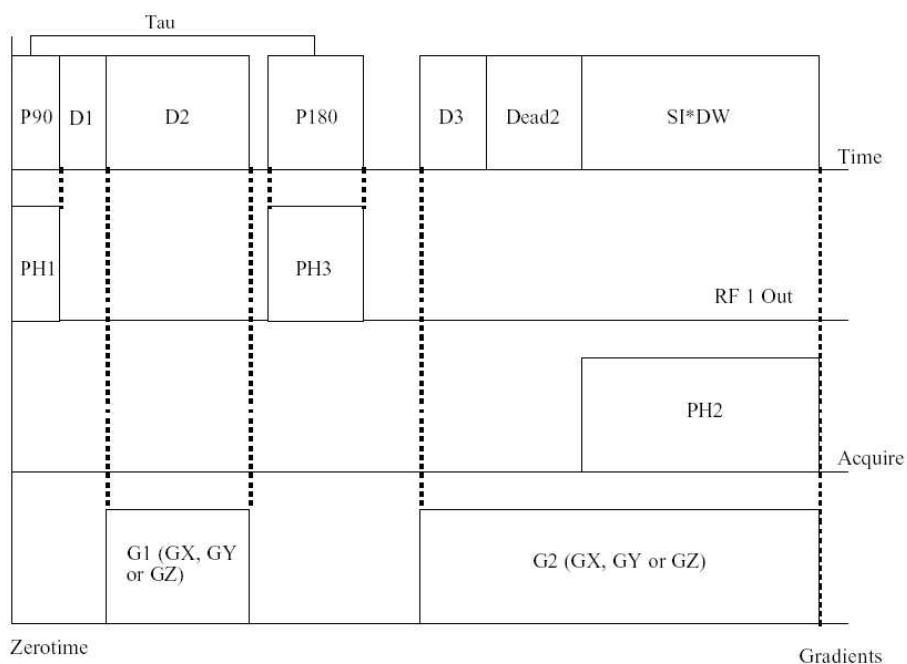 Tau
P90 D1 D2 P180 D3 Dead2 SI*DW
Time
PH1 PH3
RF 1 Out
PH2
Acquire
G1 (GX, GY
or GZ)
G2 (GX, GY or GZ)
Zerotime
Gradients